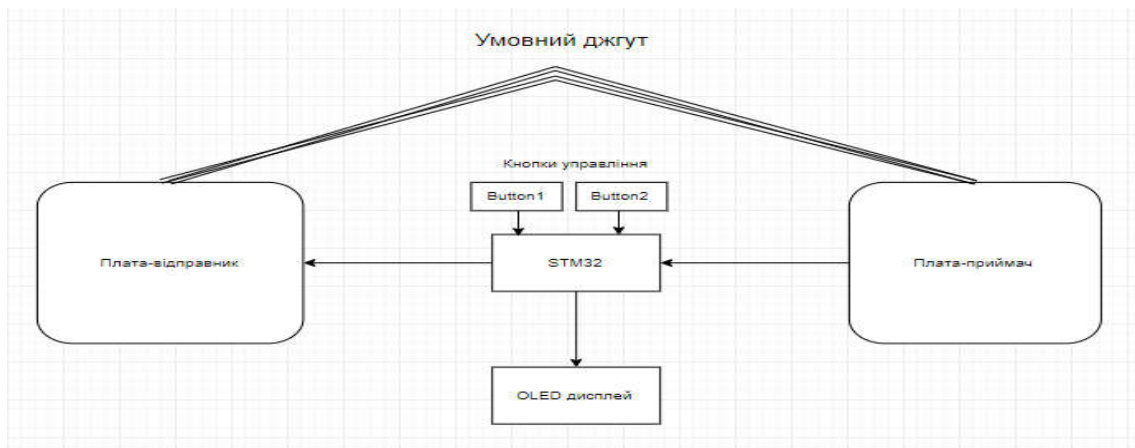 Умовний джгут
Кнопки управління
Button1
Button2
Плата-відправник
STM32
Плата-приймач
OLED дисплей